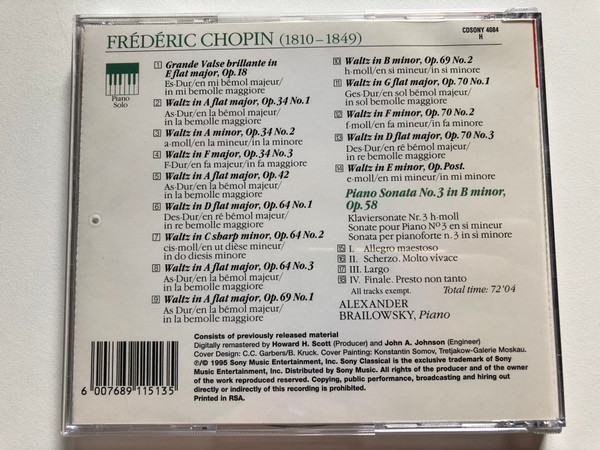 CDSONY 4084
H
FRÉDÉRIC CHOPIN (1810–1849)
Piano
Solo
1 Grande Valse brillante in
E flat major, Op.18
Es-Dur/en mi bémol majeur/
in mi bemolle maggiore
2 Waltz in A flat major, Op.34 No.1
As-Dur/en la bémol majeur/
in la bemolle maggiore
3 Waltz in A minor, Op.34 No.2
a-moll/en la mineur/in la minore
4 Waltz in F major, Op.34 No.3
F-Dur/en fa majeur/in fa maggiore
5 Waltz in A flat major, Op.42
As-Dur/en la bémol majeur/
in la bemolle maggiore
6 Waltz in D flat major, Op.64 No.1
Des-Dur/en ré bémol majeur/
in re bemolle maggiore
7 Waltz in C sharp minor, Op.64 No.2
cis-moll/en ut dièse mineur/
in do diesis minore
8 Waltz in A flat major, Op.64 No.3
As-Dur/en la bémol majeur/
in la bemolle maggiore
9 Waltz in A flat major, Op.69 No.1
As-Dur/en la bémol majeur/
in la bemolle maggiore
10 Waltz in B minor, Op.69 No.2
h-moll/en si mineur/in si minore
11 Waltz in G flat major, Op.70 No.1
Ges-Dur/en sol bémol majeur/
in sol bemolle maggiore
12 Waltz in F minor, Op.70 No.2
f-moll/en fa mineur/in fa minore
13 Waltz in D flat major, Op.70 No.3
Des-Dur/en ré bémol majeur/
in re bemolle maggiore
14 Waltz in E minor, Op.Post.
e-moll/en mi mineur/in mi minore
Piano Sonata No.3 in B minor,
Op.58
Klaviersonate Nr.3 h-moll
Sonate pour Piano Nº3 en si mineur
Sonata per pianoforte n.3 in si minore
15 I. Allegro maestoso
16 II. Scherzo. Molto vivace
17 III. Largo
18 IV. Finale. Presto non tanto
All tracks exempt. Total time: 72'04
ALEXANDER
BRAILOWSKY, Piano
Consists of previously released material
Digitally remastered by Howard H. Scott (Producer) and John A. Johnson (Engineer)
Cover Design: C.C. Garbers/B. Kruck. Cover Painting: Konstantin Somov, Tretjakow-Galerie Moskau.
℗/© 1995 Sony Music Entertainment, Inc. Sony Classical is the exclusive trademark of Sony
Music Entertainment, Inc. Distributed by Sony Music. All rights of the producer and of the owner
of the work reproduced reserved. Copying, public performance, broadcasting and hiring out
directly or indirectly of this recording is prohibited.
Printed in RSA.
6 007689 115135